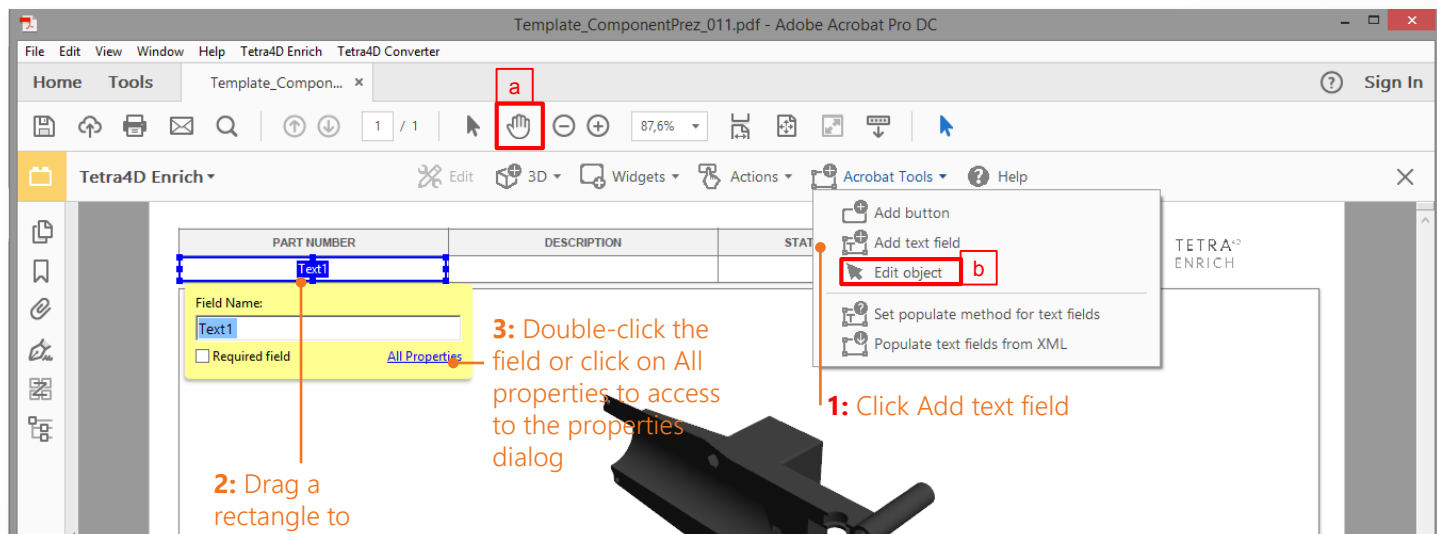 Template_ComponentPrez_011.pdf - Adobe Acrobat Pro DC
File Edit View Window Help Tetra4D Enrich Tetra4D Converter
Home Tools Template_Compon... × ? Sign In
a
1 / 1 87,6%
Tetra4D Enrich Edit 3D Widgets Actions Acrobat Tools Help
Add button
Add text field
Edit object b
Set populate method for text fields
Populate text fields from XML
PART NUMBER DESCRIPTION STAT
Text1
TETRA4D
ENRICH
Field Name:
Text1
Required field All Properties
3: Double-click the
field or click on All
properties to access
to the properties
dialog
1: Click Add text field
2: Drag a
rectangle to